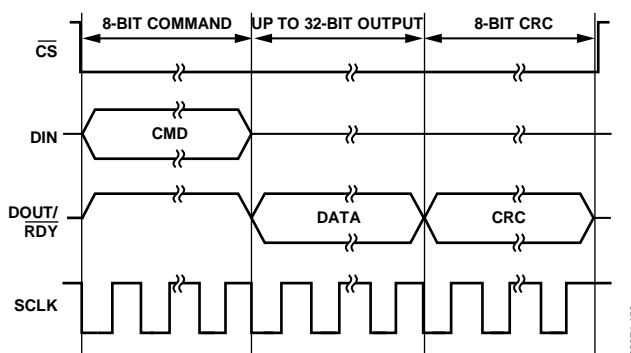 8-BIT COMMAND UP TO 32-BIT OUTPUT 8-BIT CRC
CS
DIN
CMD
DOUT/
RDY
DATA
CRC
SCLK